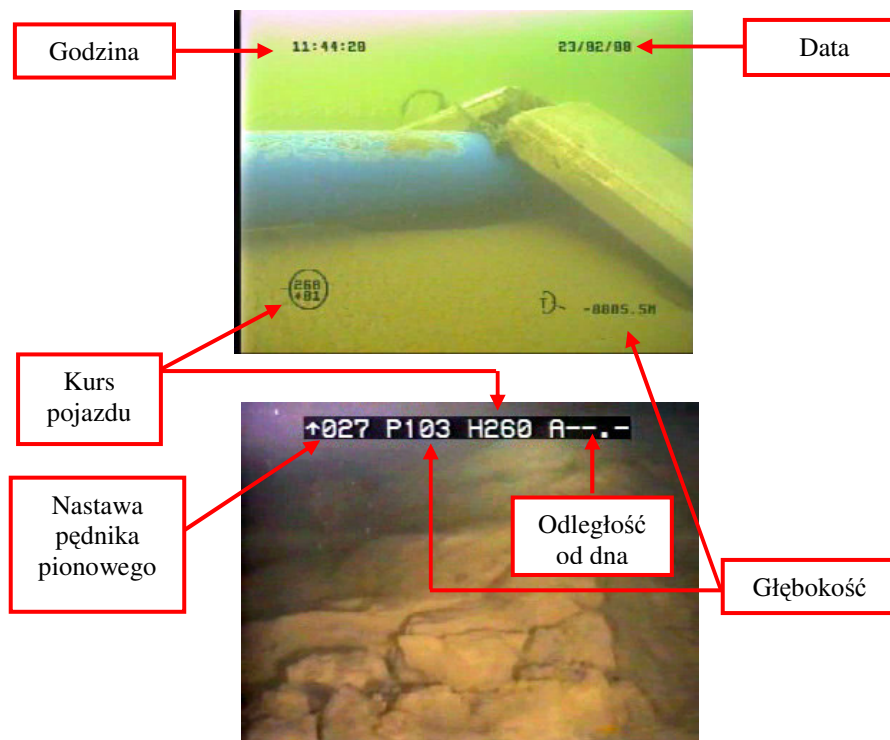 Godzina
11:44:20
23/02/00
Data
260
+01
T
-0005.5M
Kurs
pojazdu
↑027 P103 H260 A--.-
Nastawa
pędnika
pionowego
Odległość
od dna
Głębokość